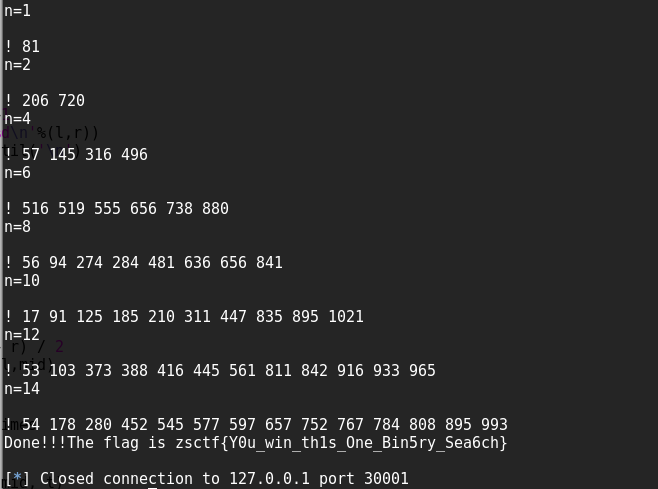 n=1
! 81
n=2
! 206 720
n=4
d\n'%(l,r))
! 57 145 316 496
n=6
! 516 519 555 656 738 880
n=8
! 56 94 274 284 481 636 656 841
n=10
! 17 91 125 185 210 311 447 835 895 1021
n=12
r) / 2
! 53 103 373 388 416 445 561 811 842 916 933 965
n=14
! 54 178 280 452 545 577 597 657 752 767 784 808 895 993
Done!!!The flag is zsctf{Y0u_win_th1s_One_Bin5ry_Sea6ch}
[*] Closed connection to 127.0.0.1 port 30001